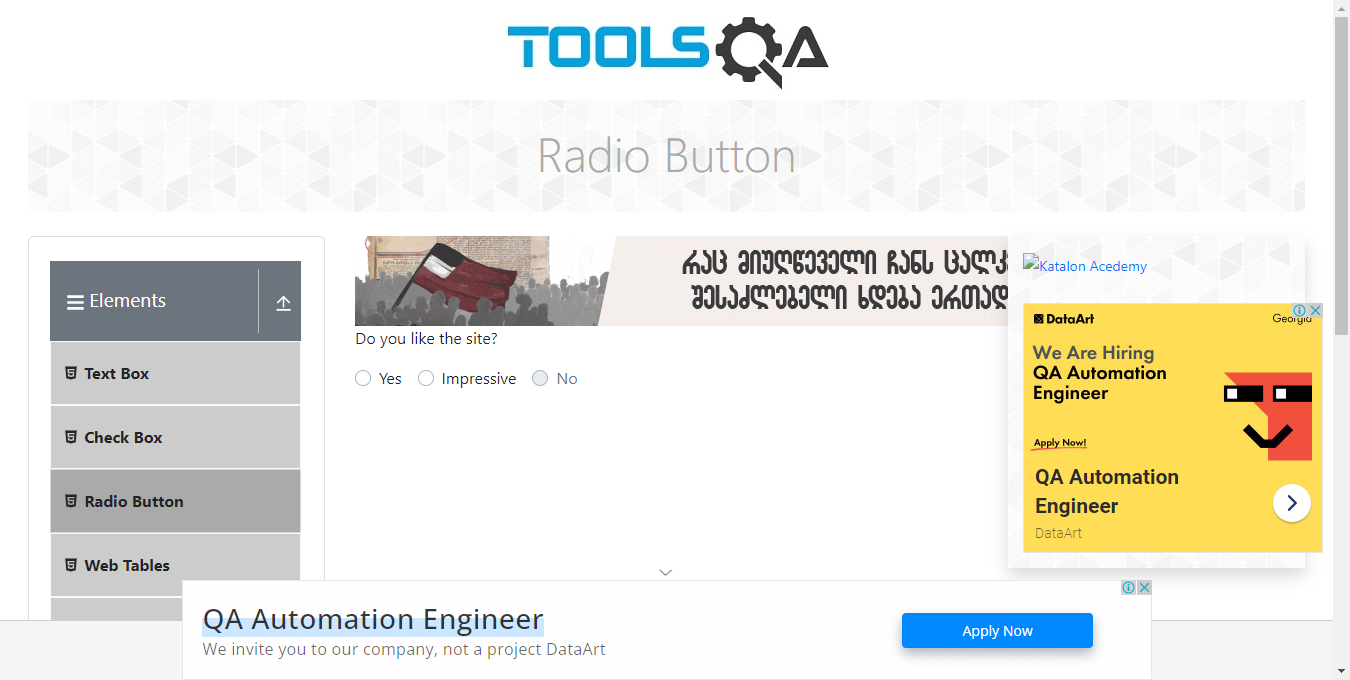 TOOLSQA
Radio Button
Elements
Text Box
Check Box
Radio Button
Web Tables
რაც მიუღწეველი ჩანს ცალკ
შესაძლებელი ხდება ერთად
Do you like the site?
Yes
Impressive
No
Katalon Acedemy
DataArt
Georgia
We Are Hiring
QA Automation
Engineer
Apply Now!
QA Automation
Engineer
DataArt
QA Automation Engineer
We invite you to our company, not a project DataArt
Apply Now